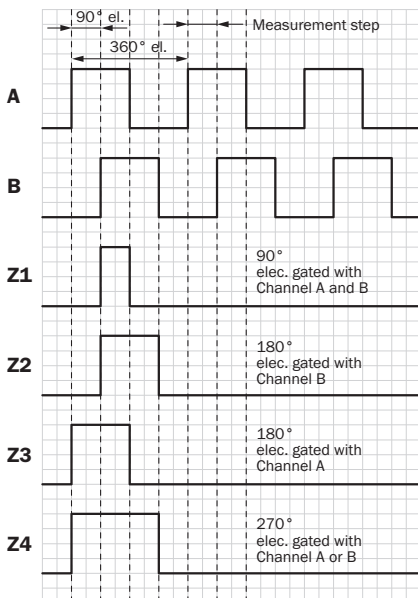 90° el.
Measurement step
360° el.
A
B
Z1
90°
elec. gated with
Channel A and B
Z2
180°
elec. gated with
Channel B
Z3
180°
elec. gated with
Channel A
Z4
270°
elec. gated with
Channel A or B